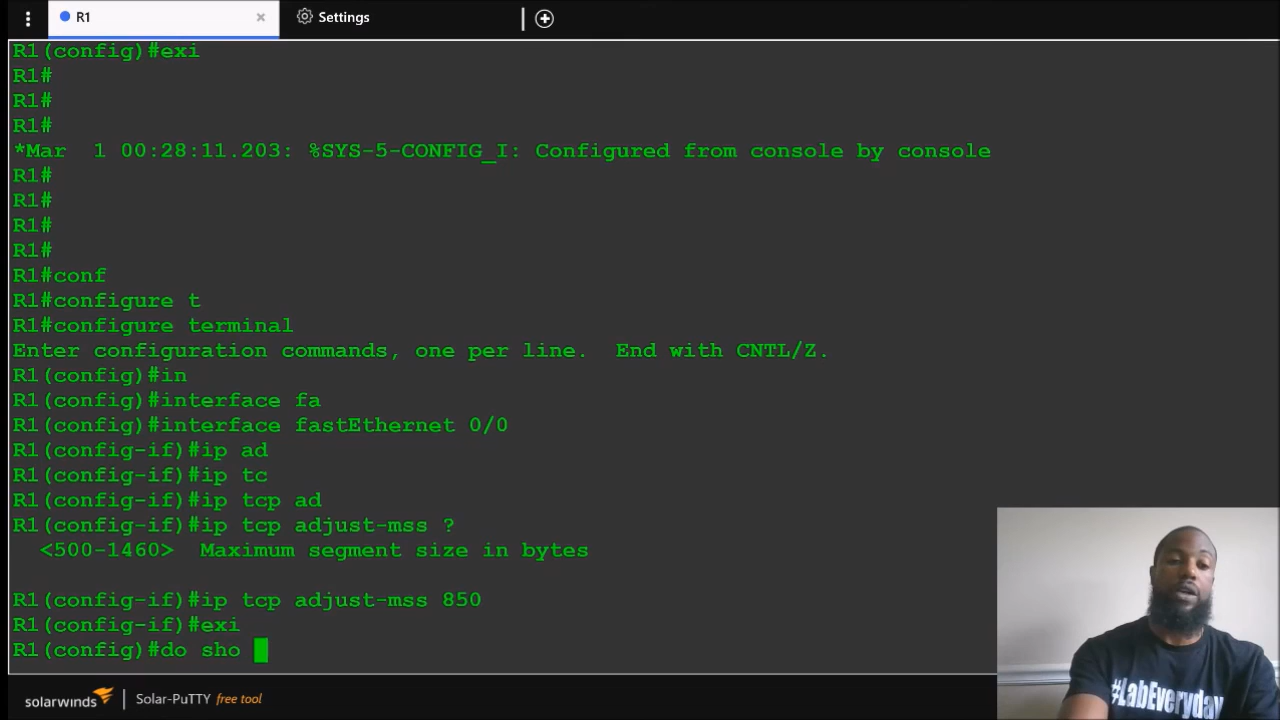 R1
Settings
R1(config)#exi
R1#
R1#
R1#
*Mar  1 00:28:11.203: %SYS-5-CONFIG_I: Configured from console by console
R1#
R1#
R1#
R1#
R1#conf
R1#configure t
R1#configure terminal
Enter configuration commands, one per line.  End with CNTL/Z.
R1(config)#in
R1(config)#interface fa
R1(config)#interface fastEthernet 0/0
R1(config-if)#ip ad
R1(config-if)#ip tc
R1(config-if)#ip tcp ad
R1(config-if)#ip tcp adjust-mss ?
  <500-1460>  Maximum segment size in bytes
R1(config-if)#ip tcp adjust-mss 850
R1(config-if)#exi
R1(config)#do sho
#LabEveryday
solarwinds
Solar-PuTTY free tool